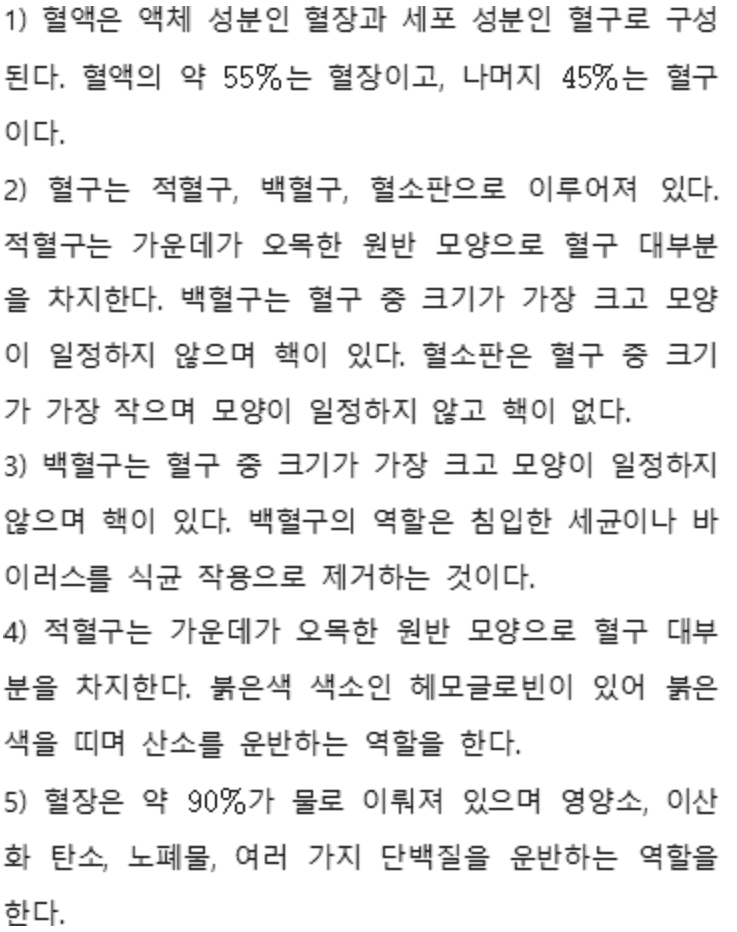 1) 혈액은 액체 성분인 혈장과 세포 성분인 혈구로 구성
된다. 혈액의 약 55%는 혈장이고, 나머지 45%는 혈구
이다.
2) 혈구는 적혈구, 백혈구, 혈소판으로 이루어져 있다.
적혈구는 가운데가 오목한 원반 모양으로 혈구 대부분
을 차지한다. 백혈구는 혈구 중 크기가 가장 크고 모양
이 일정하지 않으며 핵이 있다. 혈소판은 혈구 중 크기
가 가장 작으며 모양이 일정하지 않고 핵이 없다.
3) 백혈구는 혈구 중 크기가 가장 크고 모양이 일정하지
않으며 핵이 있다. 백혈구의 역할은 침입한 세균이나 바
이러스를 식균 작용으로 제거하는 것이다.
4) 적혈구는 가운데가 오목한 원반 모양으로 혈구 대부
분을 차지한다. 붉은색 색소인 헤모글로빈이 있어 붉은
색을 띠며 산소를 운반하는 역할을 한다.
5) 혈장은 약 90%가 물로 이뤄져 있으며 영양소, 이산
화 탄소, 노폐물, 여러 가지 단백질을 운반하는 역할을
한다.